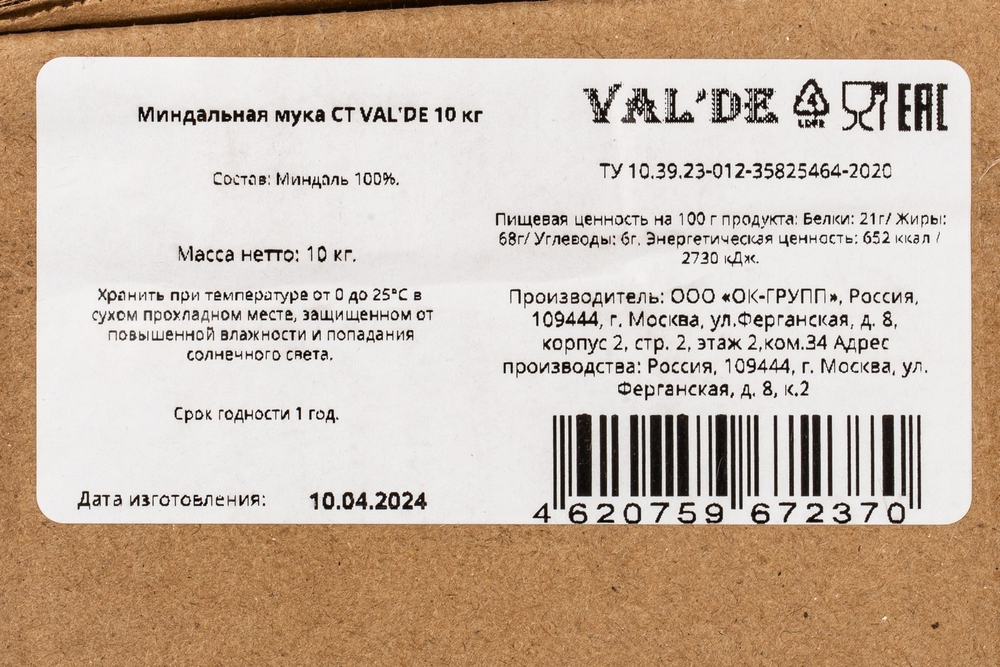 Миндальная мука СТ VAL'DE 10 кг
Состав: Миндаль 100%.
Масса нетто: 10 кг.
Хранить при температуре от 0 до 25°С в
сухом прохладном месте, защищенном от
повышенной влажности и попадания
солнечного света.
Срок годности 1 год.
Дата изготовления: 10.04.2024
VAL'DE
4
LDPE
EAC
ТУ 10.39.23-012-35825464-2020
Пищевая ценность на 100 г продукта: Белки: 21г/ Жиры:
68г/ Углеводы: 6г. Энергетическая ценность: 652 ккал /
2730 кДж.
Производитель: ООО «ОК-ГРУПП», Россия,
109444, г. Москва, ул.Ферганская, д. 8,
корпус 2, стр. 2, этаж 2,ком.34 Адрес
производства: Россия, 109444, г. Москва, ул.
Ферганская, д. 8, к.2
4 620759 672370